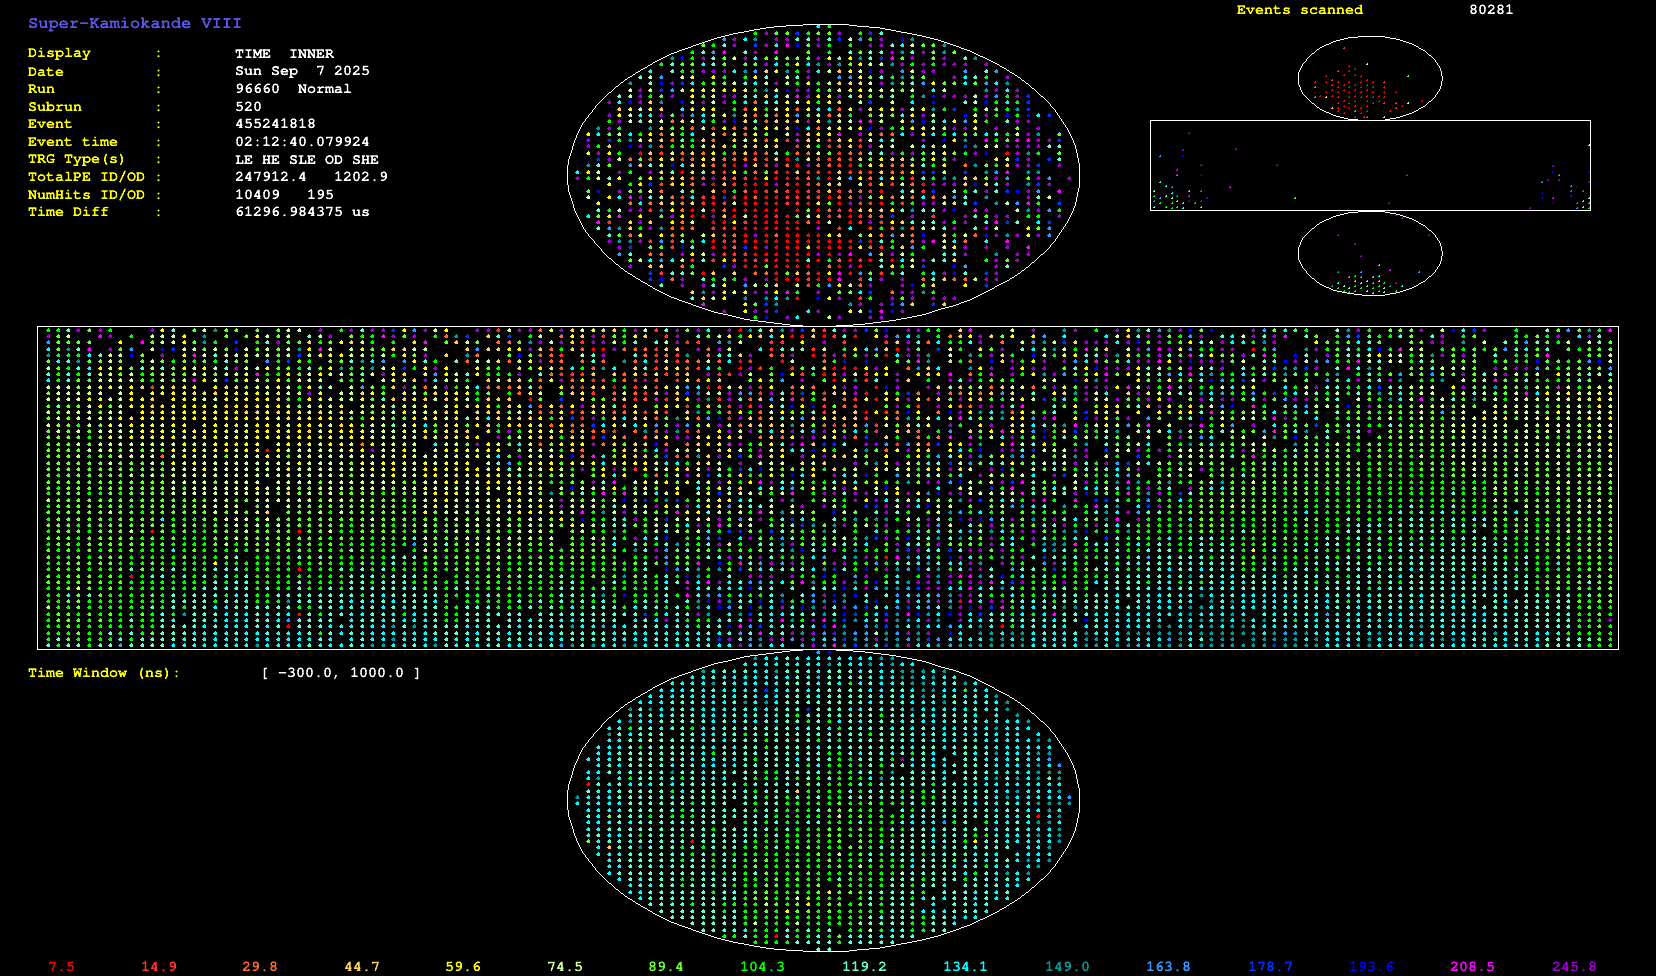 Super-Kamiokande VIII
Events scanned 80281
Display : TIME INNER
Date : Sun Sep 7 2025
Run : 96660 Normal
Subrun : 520
Event : 455241818
Event time : 02:12:40.079924
TRG Type(s) : LE HE SLE OD SHE
TotalPE ID/OD : 247912.4 1202.9
NumHits ID/OD : 10409 195
Time Diff : 61296.984375 us
Time Window (ns): [ -300.0, 1000.0 ]
7.5 14.9 29.8 44.7 59.6 74.5 89.4 104.3 119.2 134.1 149.0 163.8 178.7 193.6 208.5 245.8